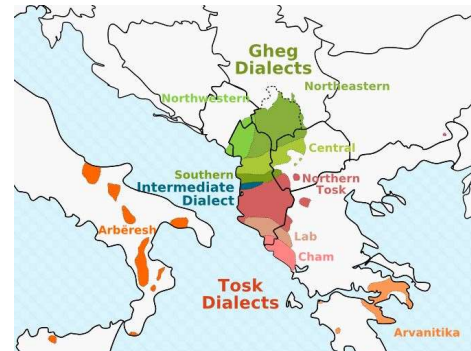 Gheg
Dialects
Northeastern
Northwestern
Central
Southern
Intermediate
Dialect
Northern
Tosk
Arbëresh
Lab
Cham
Tosk
Dialects
Arvanitika